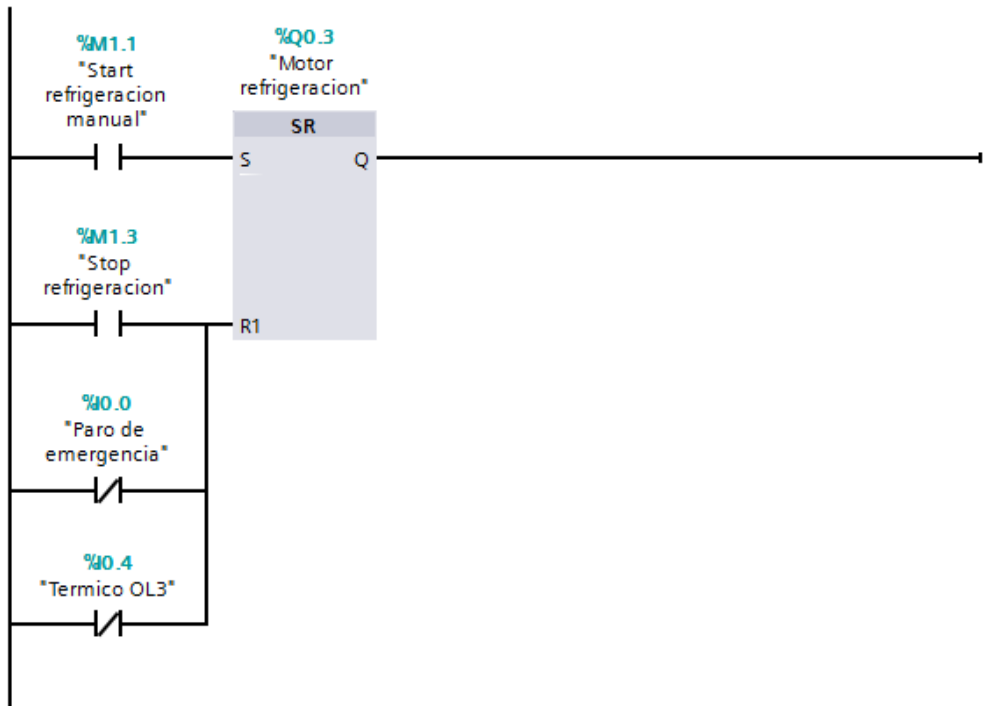 %M1.1
"Start
refrigeracion
manual"
%Q0.3
"Motor
refrigeracion"
SR
S
Q
%M1.3
"Stop
refrigeracion"
R1
%I0.0
"Paro de
emergencia"
%I0.4
"Termico OL3"